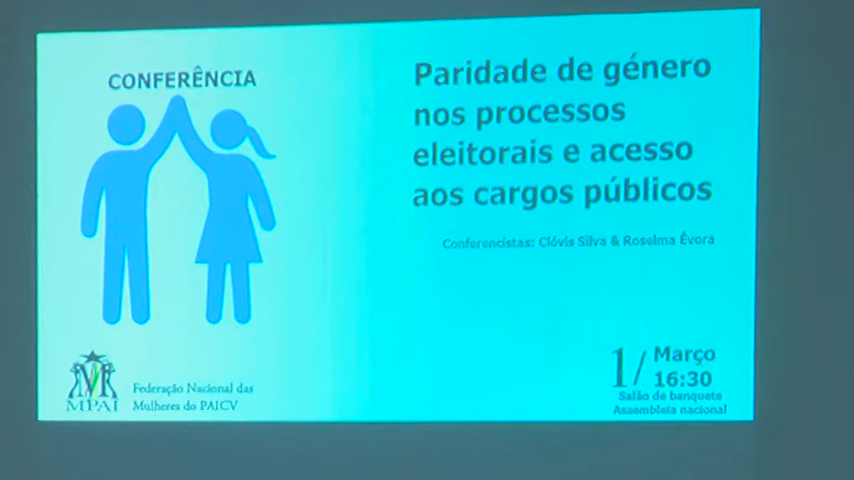 CONFERÊNCIA
Paridade de género
nos processos
eleitorais e acesso
aos cargos públicos
Conferencistas: Clóvis Silva & Roselma Évora
1/ Março
16:30
Salão de banquete
Assembleia nacional
MPAI
Federação Nacional das
Mulheres do PAICV